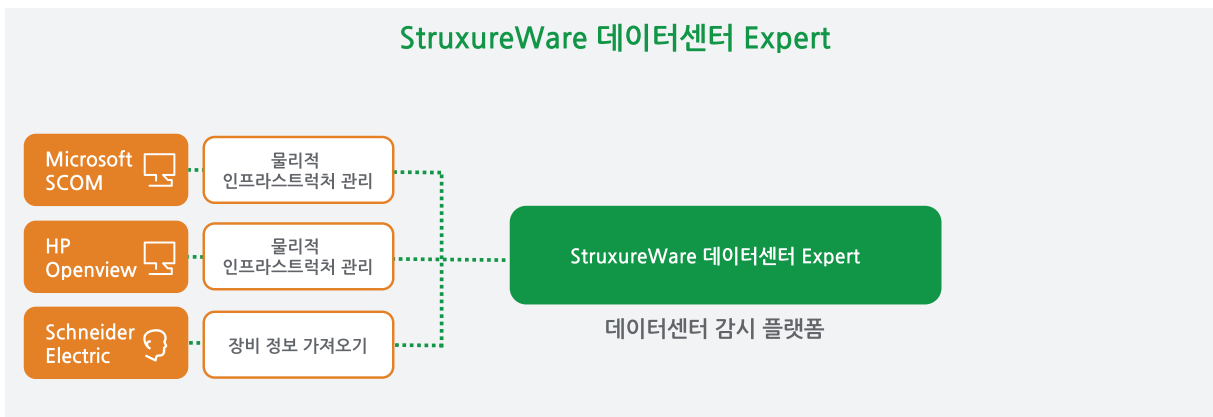 StruxureWare 데이터센터 Expert
Microsoft
SCOM
물리적
인프라스트럭처 관리
HP
Openview
물리적
인프라스트럭처 관리
StruxureWare 데이터센터 Expert
Schneider
Electric
장비 정보 가져오기
데이터센터 감시 플랫폼